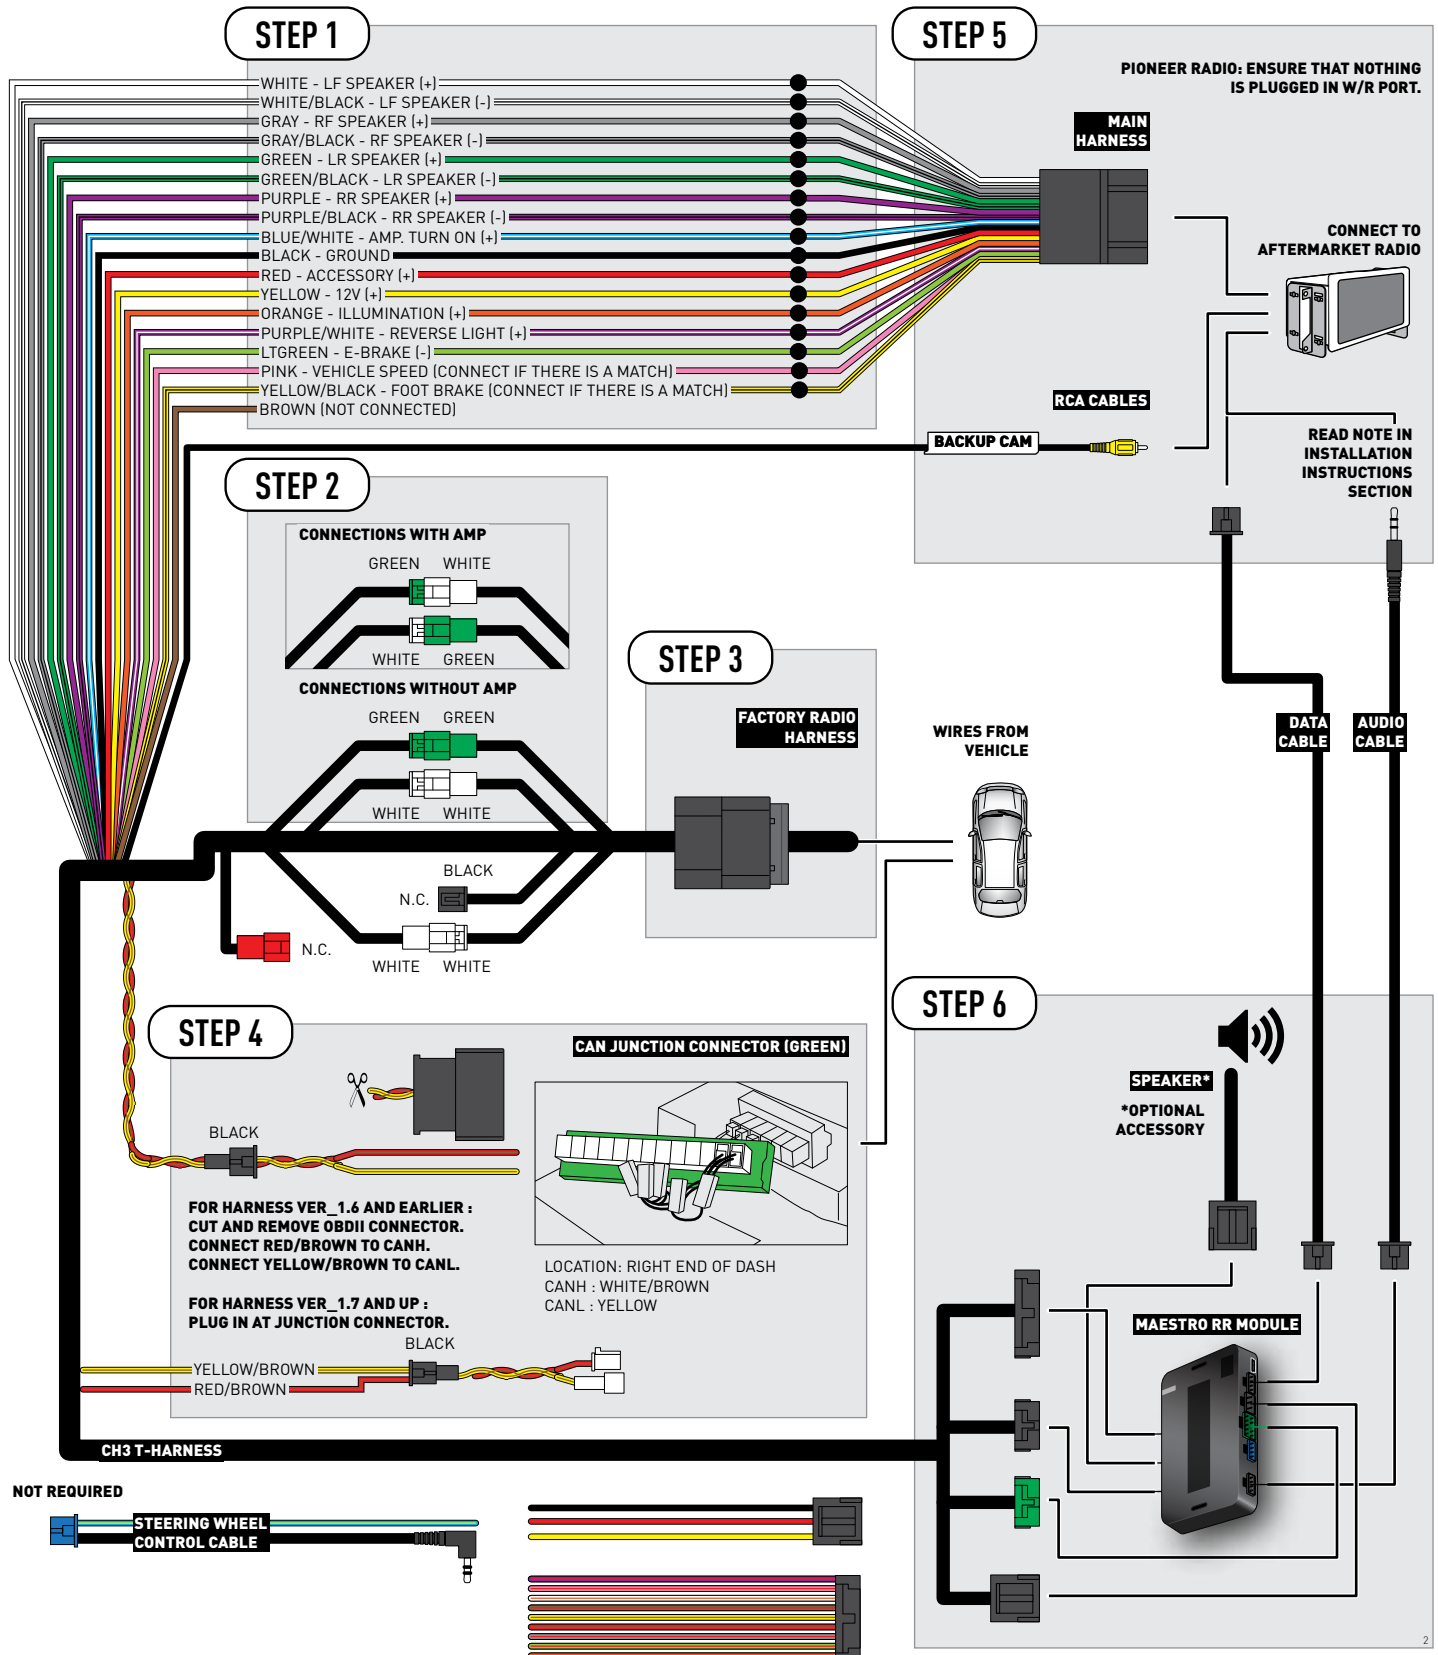 STEP 1
WHITE - LF SPEAKER (+)
WHITE/BLACK - LF SPEAKER (-)
GRAY - RF SPEAKER (+)
GRAY/BLACK - RF SPEAKER (-)
GREEN - LR SPEAKER (+)
GREEN/BLACK - LR SPEAKER (-)
PURPLE - RR SPEAKER (+)
PURPLE/BLACK - RR SPEAKER (-)
BLUE/WHITE - AMP. TURN ON (+)
BLACK - GROUND
RED - ACCESSORY (+)
YELLOW - 12V (+)
ORANGE - ILLUMINATION (+)
PURPLE/WHITE - REVERSE LIGHT (+)
LTGREEN - E-BRAKE (-)
PINK - VEHICLE SPEED (CONNECT IF THERE IS A MATCH)
YELLOW/BLACK - FOOT BRAKE (CONNECT IF THERE IS A MATCH)
BROWN (NOT CONNECTED)
STEP 5
PIONEER RADIO: ENSURE THAT NOTHING
IS PLUGGED IN W/R PORT.
MAIN
HARNESS
CONNECT TO
AFTERMARKET RADIO
RCA CABLES
BACKUP CAM
READ NOTE IN
INSTALLATION
INSTRUCTIONS
SECTION
DATA
CABLE
AUDIO
CABLE
STEP 2
CONNECTIONS WITH AMP
GREEN WHITE
WHITE GREEN
CONNECTIONS WITHOUT AMP
GREEN GREEN
WHITE WHITE
BLACK
N.C.
N.C.
WHITE WHITE
STEP 3
FACTORY RADIO
HARNESS
WIRES FROM
VEHICLE
STEP 4
CAN JUNCTION CONNECTOR (GREEN)
BLACK
FOR HARNESS VER_1.6 AND EARLIER :
CUT AND REMOVE OBDII CONNECTOR.
CONNECT RED/BROWN TO CANH.
CONNECT YELLOW/BROWN TO CANL.
FOR HARNESS VER_1.7 AND UP :
PLUG IN AT JUNCTION CONNECTOR.
LOCATION: RIGHT END OF DASH
CANH : WHITE/BROWN
CANL : YELLOW
BLACK
YELLOW/BROWN
RED/BROWN
STEP 6
SPEAKER*
*OPTIONAL
ACCESSORY
MAESTRO RR MODULE
CH3 T-HARNESS
NOT REQUIRED
STEERING WHEEL
CONTROL CABLE
2